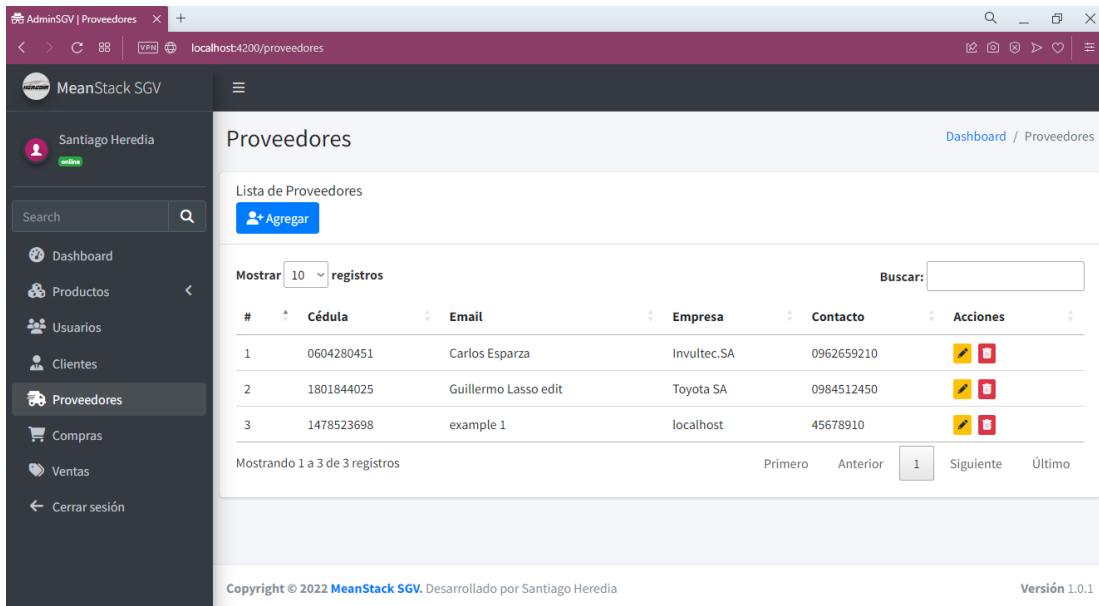 AdminSGV | Proveedores
VPN localhost:4200/proveedores
MeanStack SGV
Santiago Heredia
online
Search
Dashboard
Productos
Usuarios
Clientes
Proveedores
Compras
Ventas
Cerrar sesión
Proveedores
Dashboard / Proveedores
Lista de Proveedores
Agregar
Mostrar 10 registros
Buscar:
# Cédula Email Empresa Contacto Acciones
1 0604280451 Carlos Esparza Invultec.SA 0962659210
2 1801844025 Guillermo Lasso edit Toyota SA 0984512450
3 1478523698 example 1 localhost 45678910
Mostrando 1 a 3 de 3 registros
Primero Anterior 1 Siguiente Último
Copyright © 2022 MeanStack SGV. Desarrollado por Santiago Heredia
Versión 1.0.1